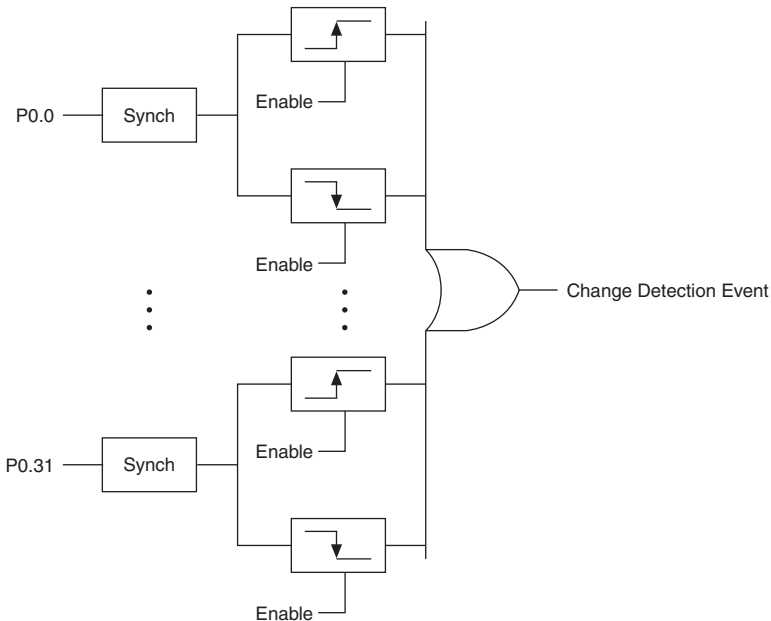 Enable
P0.0
Synch
Enable
Change Detection Event
Enable
P0.31
Synch
Enable